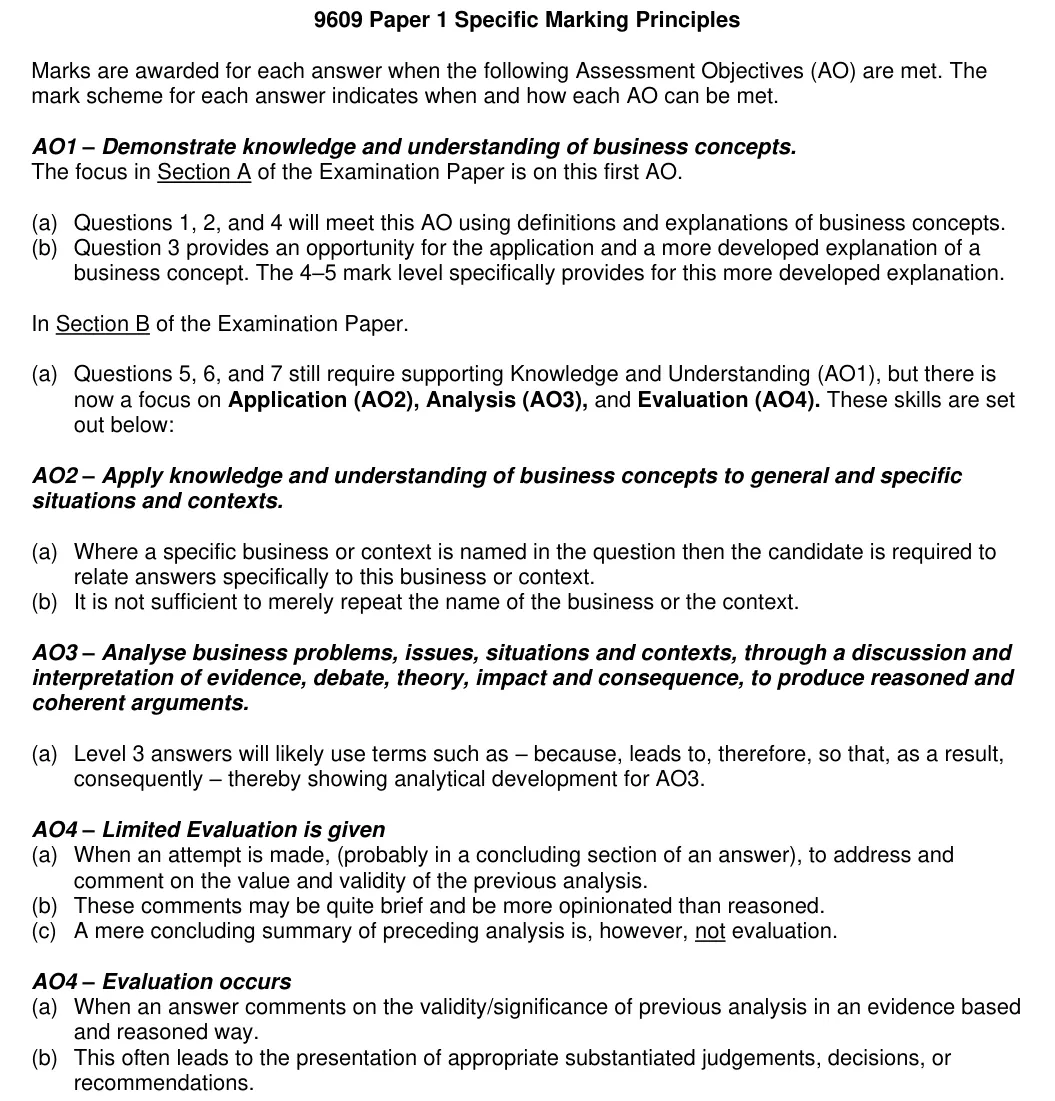 9609 Paper 1 Specific Marking Principles
Marks are awarded for each answer when the following Assessment Objectives (AO) are met. The
mark scheme for each answer indicates when and how each AO can be met.
AO1 – Demonstrate knowledge and understanding of business concepts.
The focus in Section A of the Examination Paper is on this first AO.
(a) Questions 1, 2, and 4 will meet this AO using definitions and explanations of business concepts.
(b) Question 3 provides an opportunity for the application and a more developed explanation of a
business concept. The 4–5 mark level specifically provides for this more developed explanation.
In Section B of the Examination Paper.
(a) Questions 5, 6, and 7 still require supporting Knowledge and Understanding (AO1), but there is
now a focus on Application (AO2), Analysis (AO3), and Evaluation (AO4). These skills are set
out below:
AO2 – Apply knowledge and understanding of business concepts to general and specific
situations and contexts.
(a) Where a specific business or context is named in the question then the candidate is required to
relate answers specifically to this business or context.
(b) It is not sufficient to merely repeat the name of the business or the context.
AO3 – Analyse business problems, issues, situations and contexts, through a discussion and
interpretation of evidence, debate, theory, impact and consequence, to produce reasoned and
coherent arguments.
(a) Level 3 answers will likely use terms such as – because, leads to, therefore, so that, as a result,
consequently – thereby showing analytical development for AO3.
AO4 – Limited Evaluation is given
(a) When an attempt is made, (probably in a concluding section of an answer), to address and
comment on the value and validity of the previous analysis.
(b) These comments may be quite brief and be more opinionated than reasoned.
(c) A mere concluding summary of preceding analysis is, however, not evaluation.
AO4 – Evaluation occurs
(a) When an answer comments on the validity/significance of previous analysis in an evidence based
and reasoned way.
(b) This often leads to the presentation of appropriate substantiated judgements, decisions, or
recommendations.